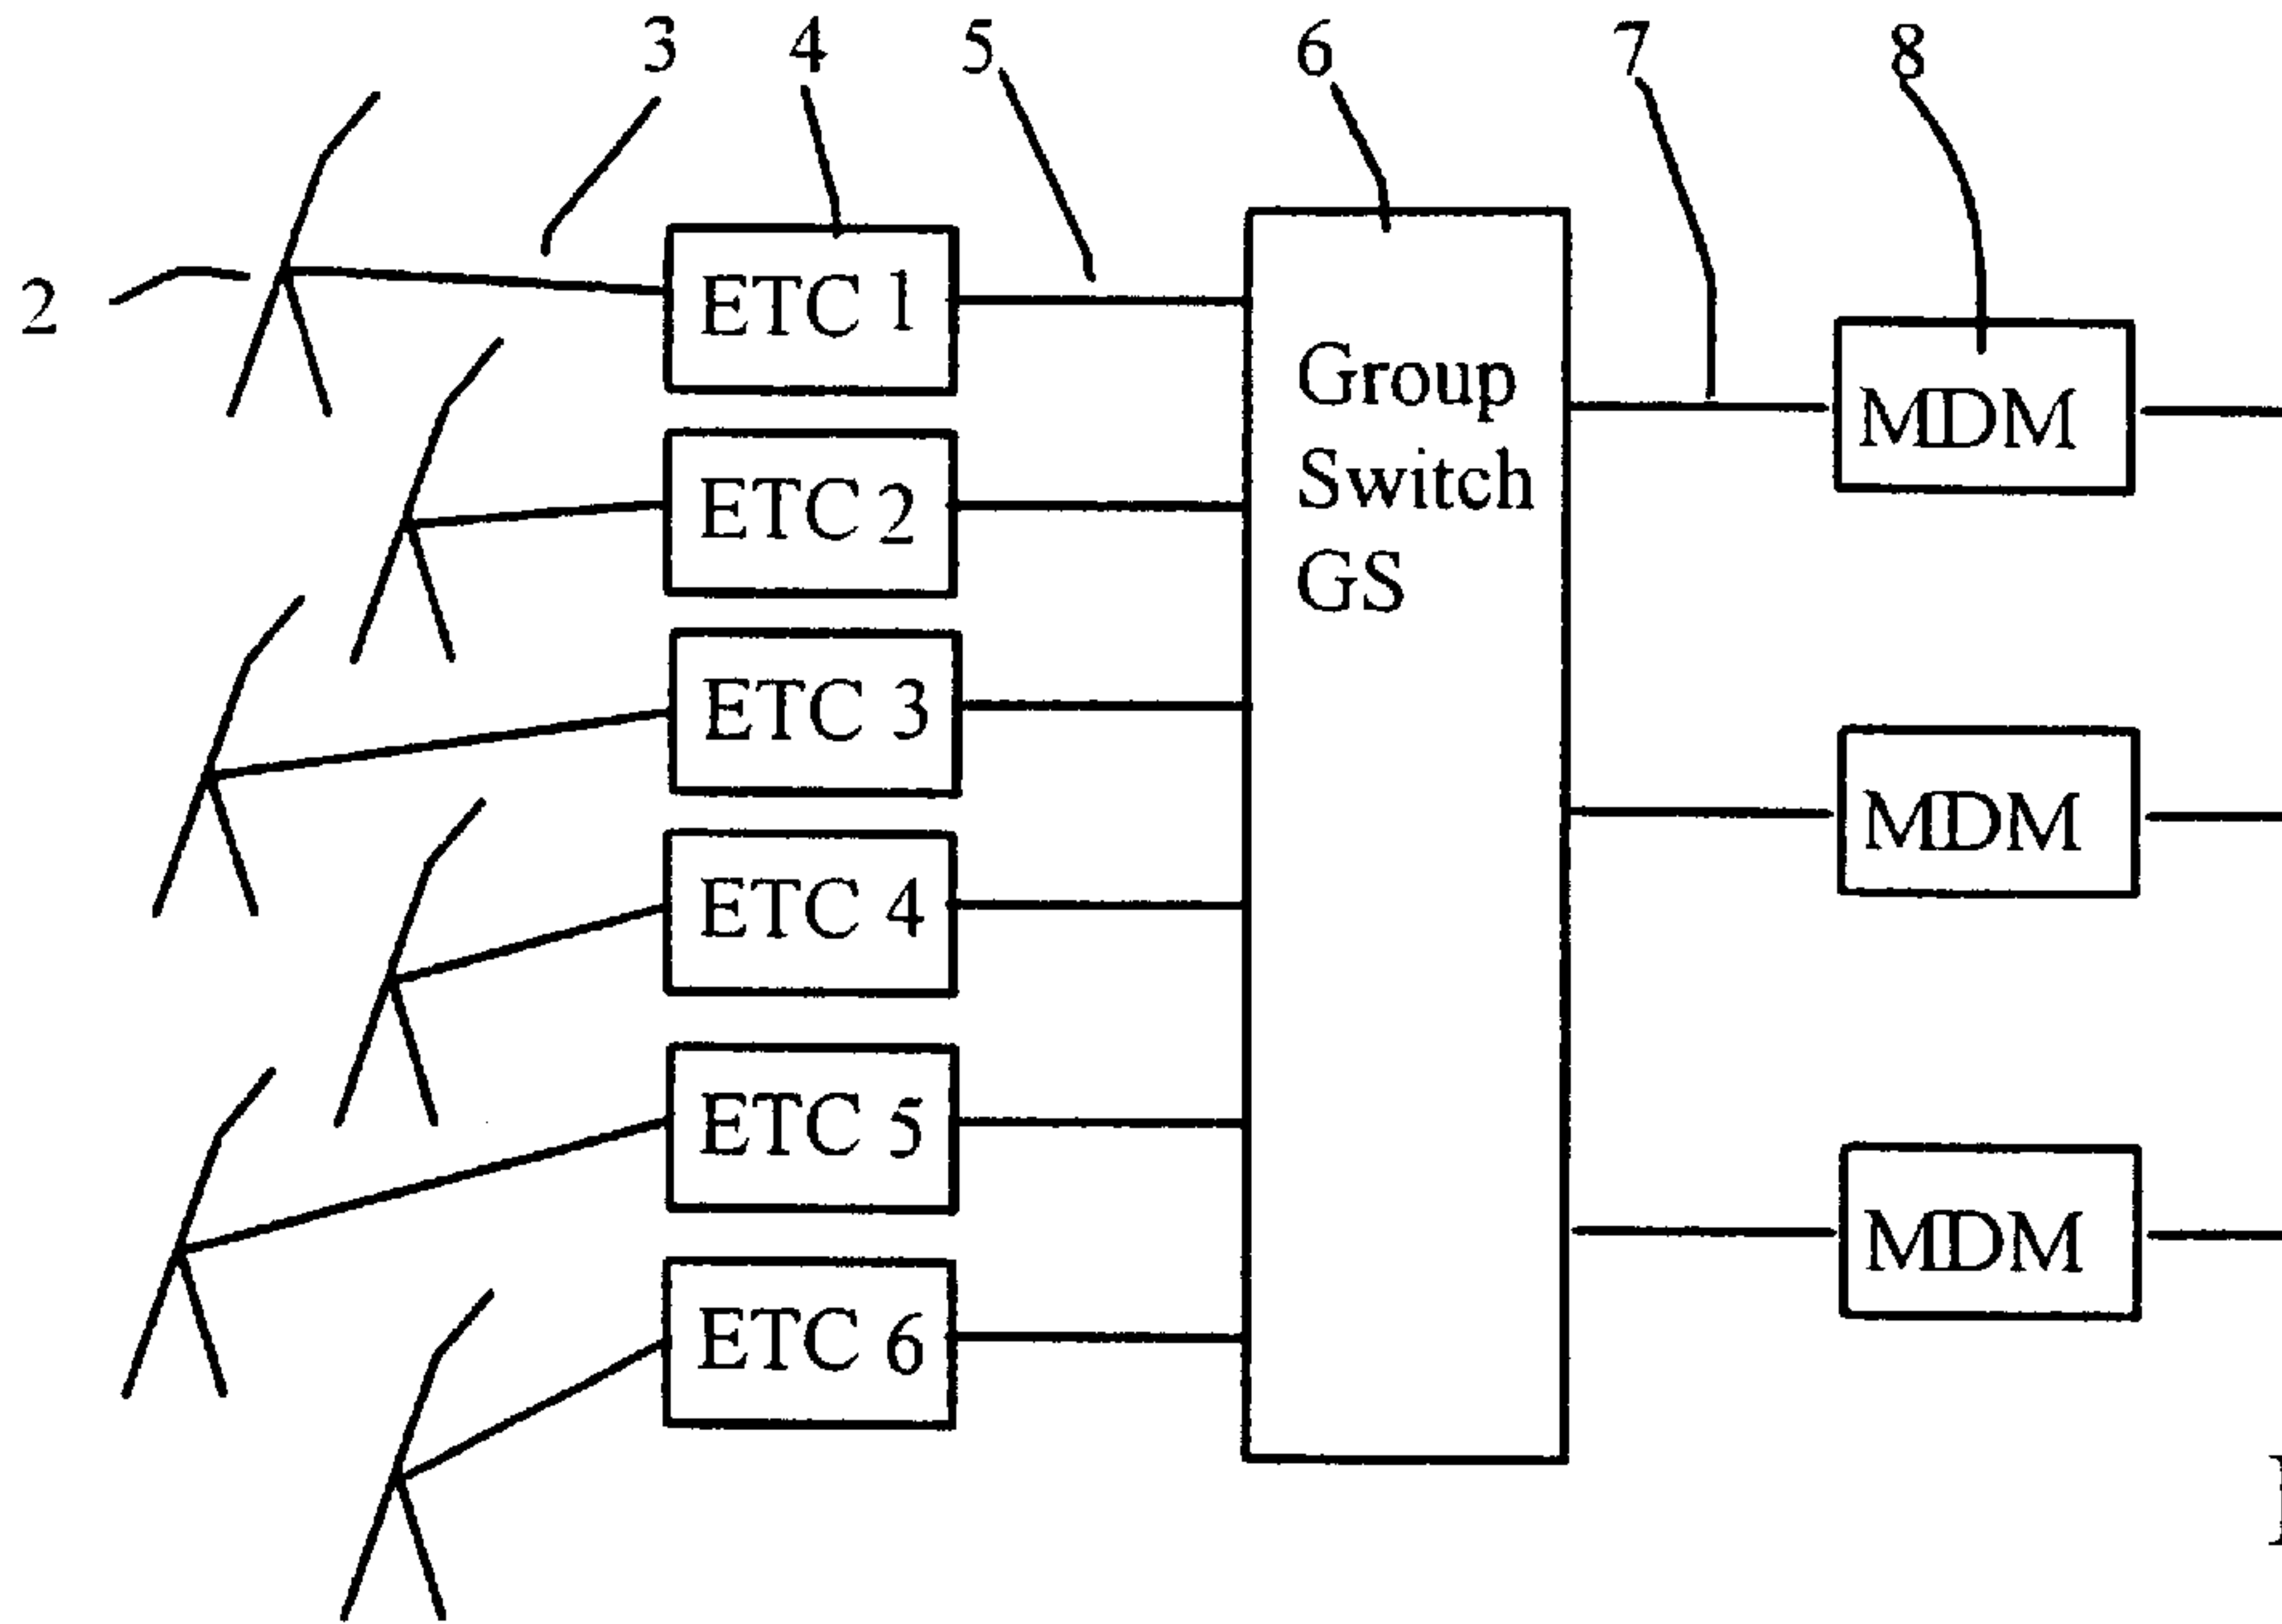 3 4 5 6 7 8
2
ETC 1
ETC 2
ETC 3
ETC 4
ETC 5
ETC 6
Group
Switch
GS
MDM
MDM
MDM